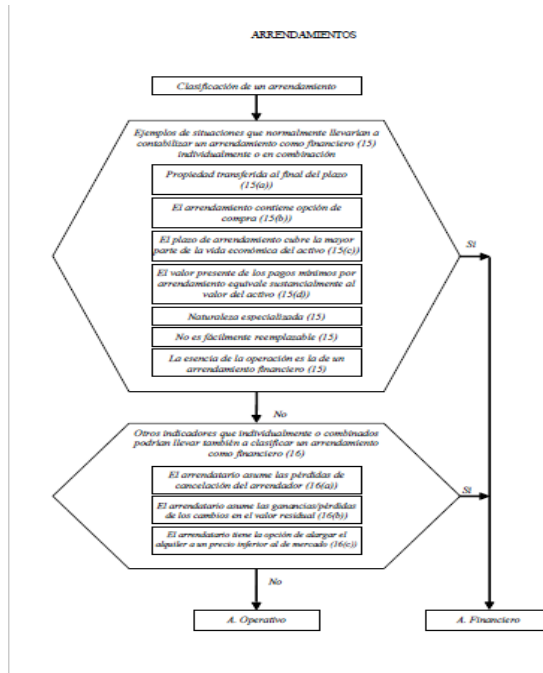 ARRENDAMIENTOS
Clasificación de un arrendamiento
Ejemplos de situaciones que normalmente llevarían a
contabilizar un arrendamiento como financiero (15)
individualmente o en combinación
Propiedad transferida al final del plazo
(15(a))
El arrendamiento contiene opción de
compra (15(b))
El plazo de arrendamiento cubre la mayor
parte de la vida económica del activo (15(c))
El valor presente de los pagos mínimos por
arrendamiento equivale sustancialmente al
valor del activo (15(d))
Naturaleza especializada (15)
No es fácilmente reemplazable (15)
La esencia de la operación es la de un
arrendamiento financiero (15)
Si
No
Otros indicadores que individualmente o combinados
podrían llevar también a clasificar un arrendamiento
como financiero (16)
El arrendatario asume las pérdidas de
cancelación del arrendador (16(a))
El arrendatario asume las ganancias/pérdidas
de los cambios en el valor residual (16(b))
El arrendatario tiene la opción de alargar el
alquiler a un precio inferior al de mercado (16(c))
Si
No
A. Operativo
A. Financiero